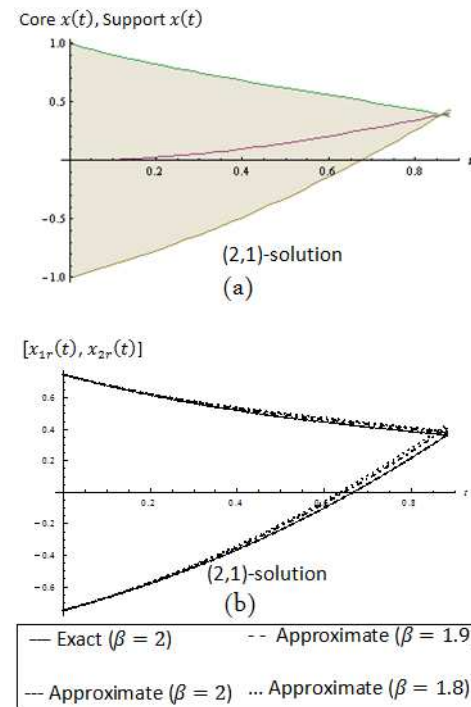 Core x(t), Support x(t)
1.0
0.5
0.2
0.4
0.6
0.8
t
-0.5
-1.0
(2,1)-solution
(a)
[x₁ᵣ(t), x₂ᵣ(t)]
0.6
0.4
0.2
0.2
0.4
0.6
0.8
-0.2
-0.4
-0.6
(2,1)-solution
(b)
— Exact (β = 2)
- - Approximate (β = 1.9)
--- Approximate (β = 2)
... Approximate (β = 1.8)